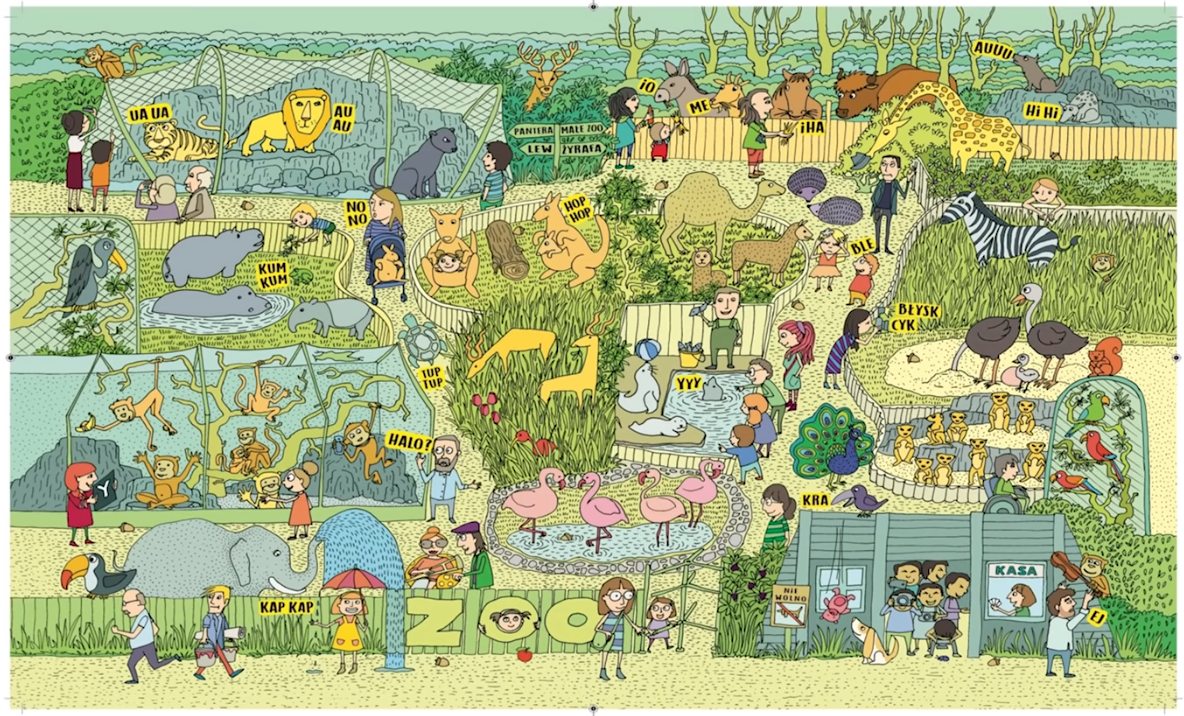 AUUU
IO
ME
iHA
Hi Hi
UA UA
AU
AU
PANTERA
MAŁE ZOO
LEW
ŻYRAFA
NO
NO
HOP
HOP
BLE
KUM
KUM
BŁYSK
CYK
TUP
TUP
YYY
HALO?
Y
KRA
KASA
NIE
WOLNO
KAP KAP
ZOO
EJ